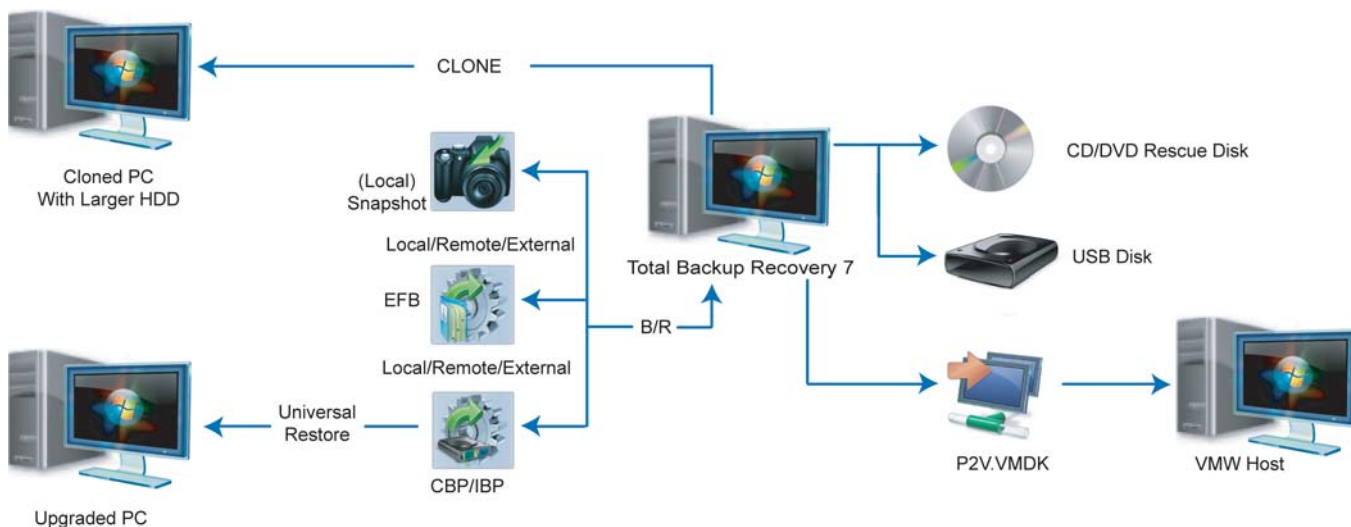 CLONE
Cloned PC
With Larger HDD
(Local)
Snapshot
CD/DVD Rescue Disk
Local/Remote/External
Total Backup Recovery 7
USB Disk
EFB
B/R
Local/Remote/External
Universal
Restore
CBP/IBP
P2V.VMDK
VMW Host
Upgraded PC